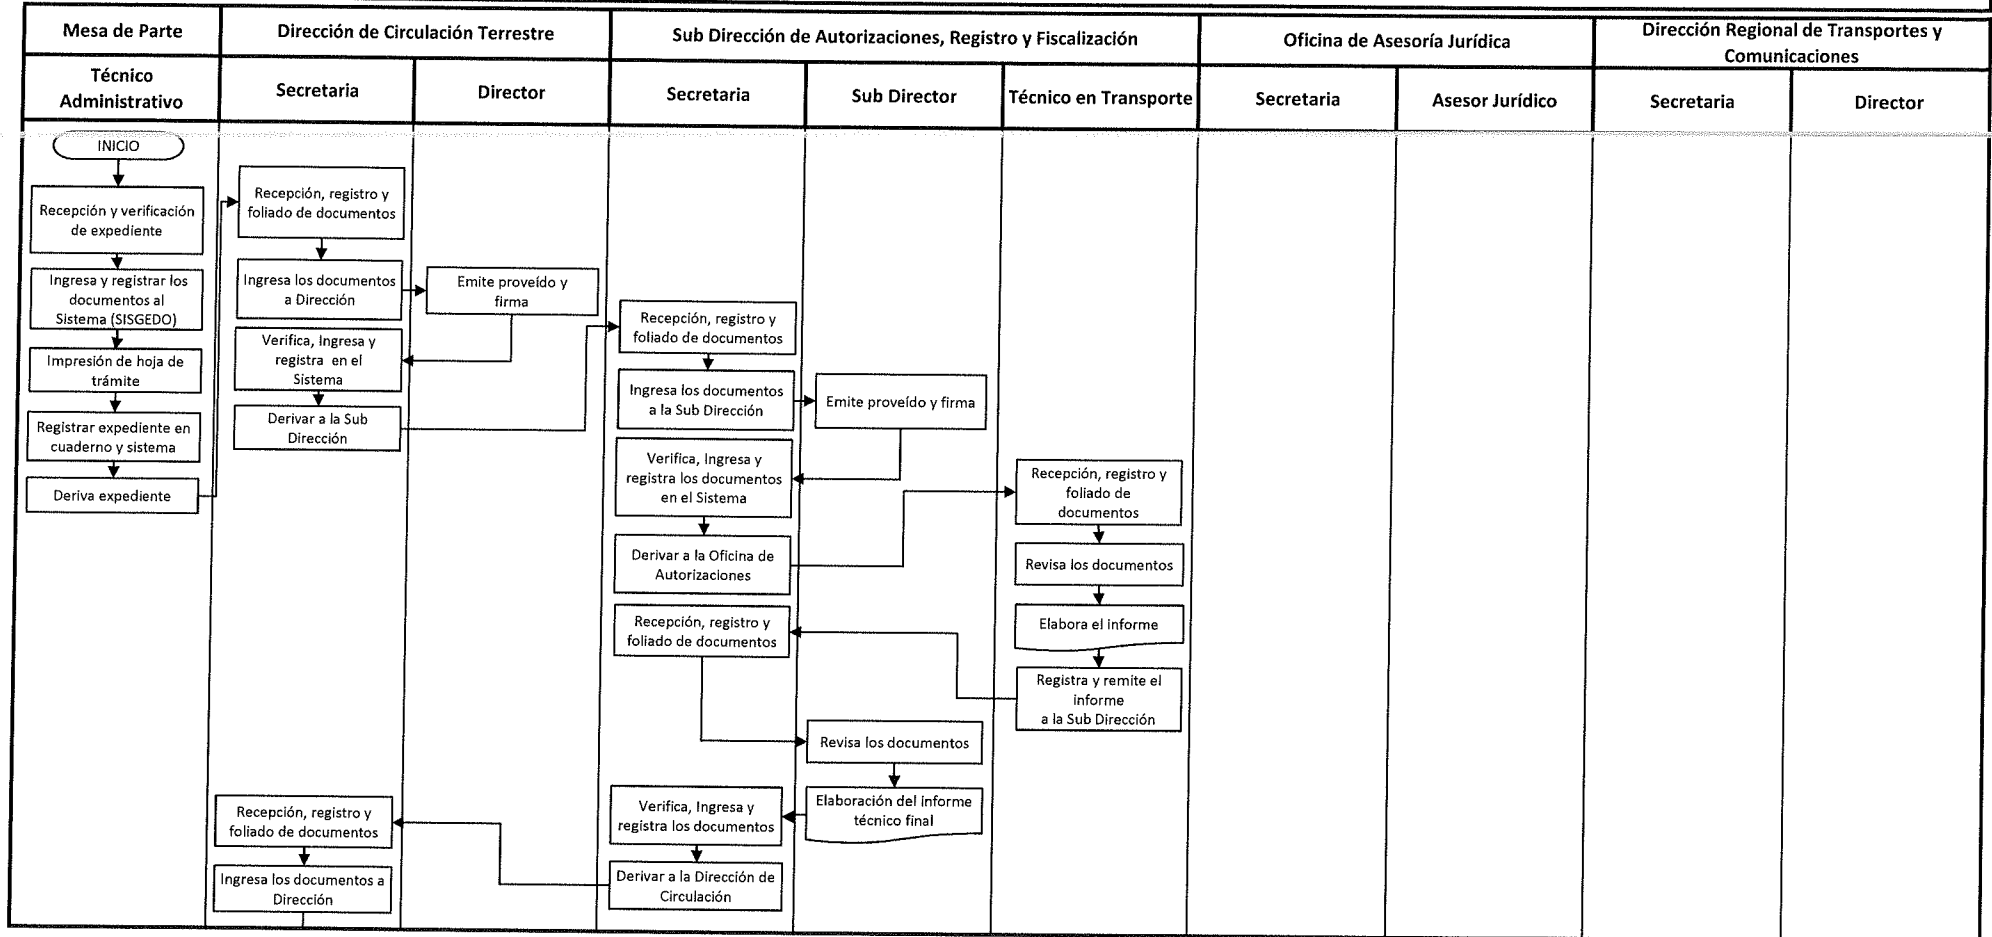 Mesa de Parte
Dirección de Circulación Terrestre
Sub Dirección de Autorizaciones, Registro y Fiscalización
Oficina de Asesoría Jurídica
Dirección Regional de Transportes y
Comunicaciones
Técnico
Administrativo
Secretaria
Director
Secretaria
Sub Director
Técnico en Transporte
Secretaria
Asesor Jurídico
Secretaria
Director
INICIO
Recepción y verificación
de expediente
Ingresa y registrar los
documentos al
Sistema (SISGEDO)
Impresión de hoja de
trámite
Registrar expediente en
cuaderno y sistema
Deriva expediente
Recepción, registro y
foliado de documentos
Ingresa los documentos
a Dirección
Emite proveído y
firma
Verifica, Ingresa y
registra en el
Sistema
Derivar a la Sub
Dirección
Recepción, registro y
foliado de documentos
Ingresa los documentos
a la Sub Dirección
Emite proveído y firma
Verifica, Ingresa y
registra los documentos
en el Sistema
Derivar a la Oficina de
Autorizaciones
Recepción, registro y
foliado de
documentos
Revisa los documentos
Elabora el informe
Registra y remite el
informe
a la Sub Dirección
Recepción, registro y
foliado de documentos
Revisa los documentos
Elaboración del informe
técnico final
Verifica, Ingresa y
registra los documentos
Derivar a la Dirección de
Circulación
Recepción, registro y
foliado de documentos
Ingresa los documentos a
Dirección